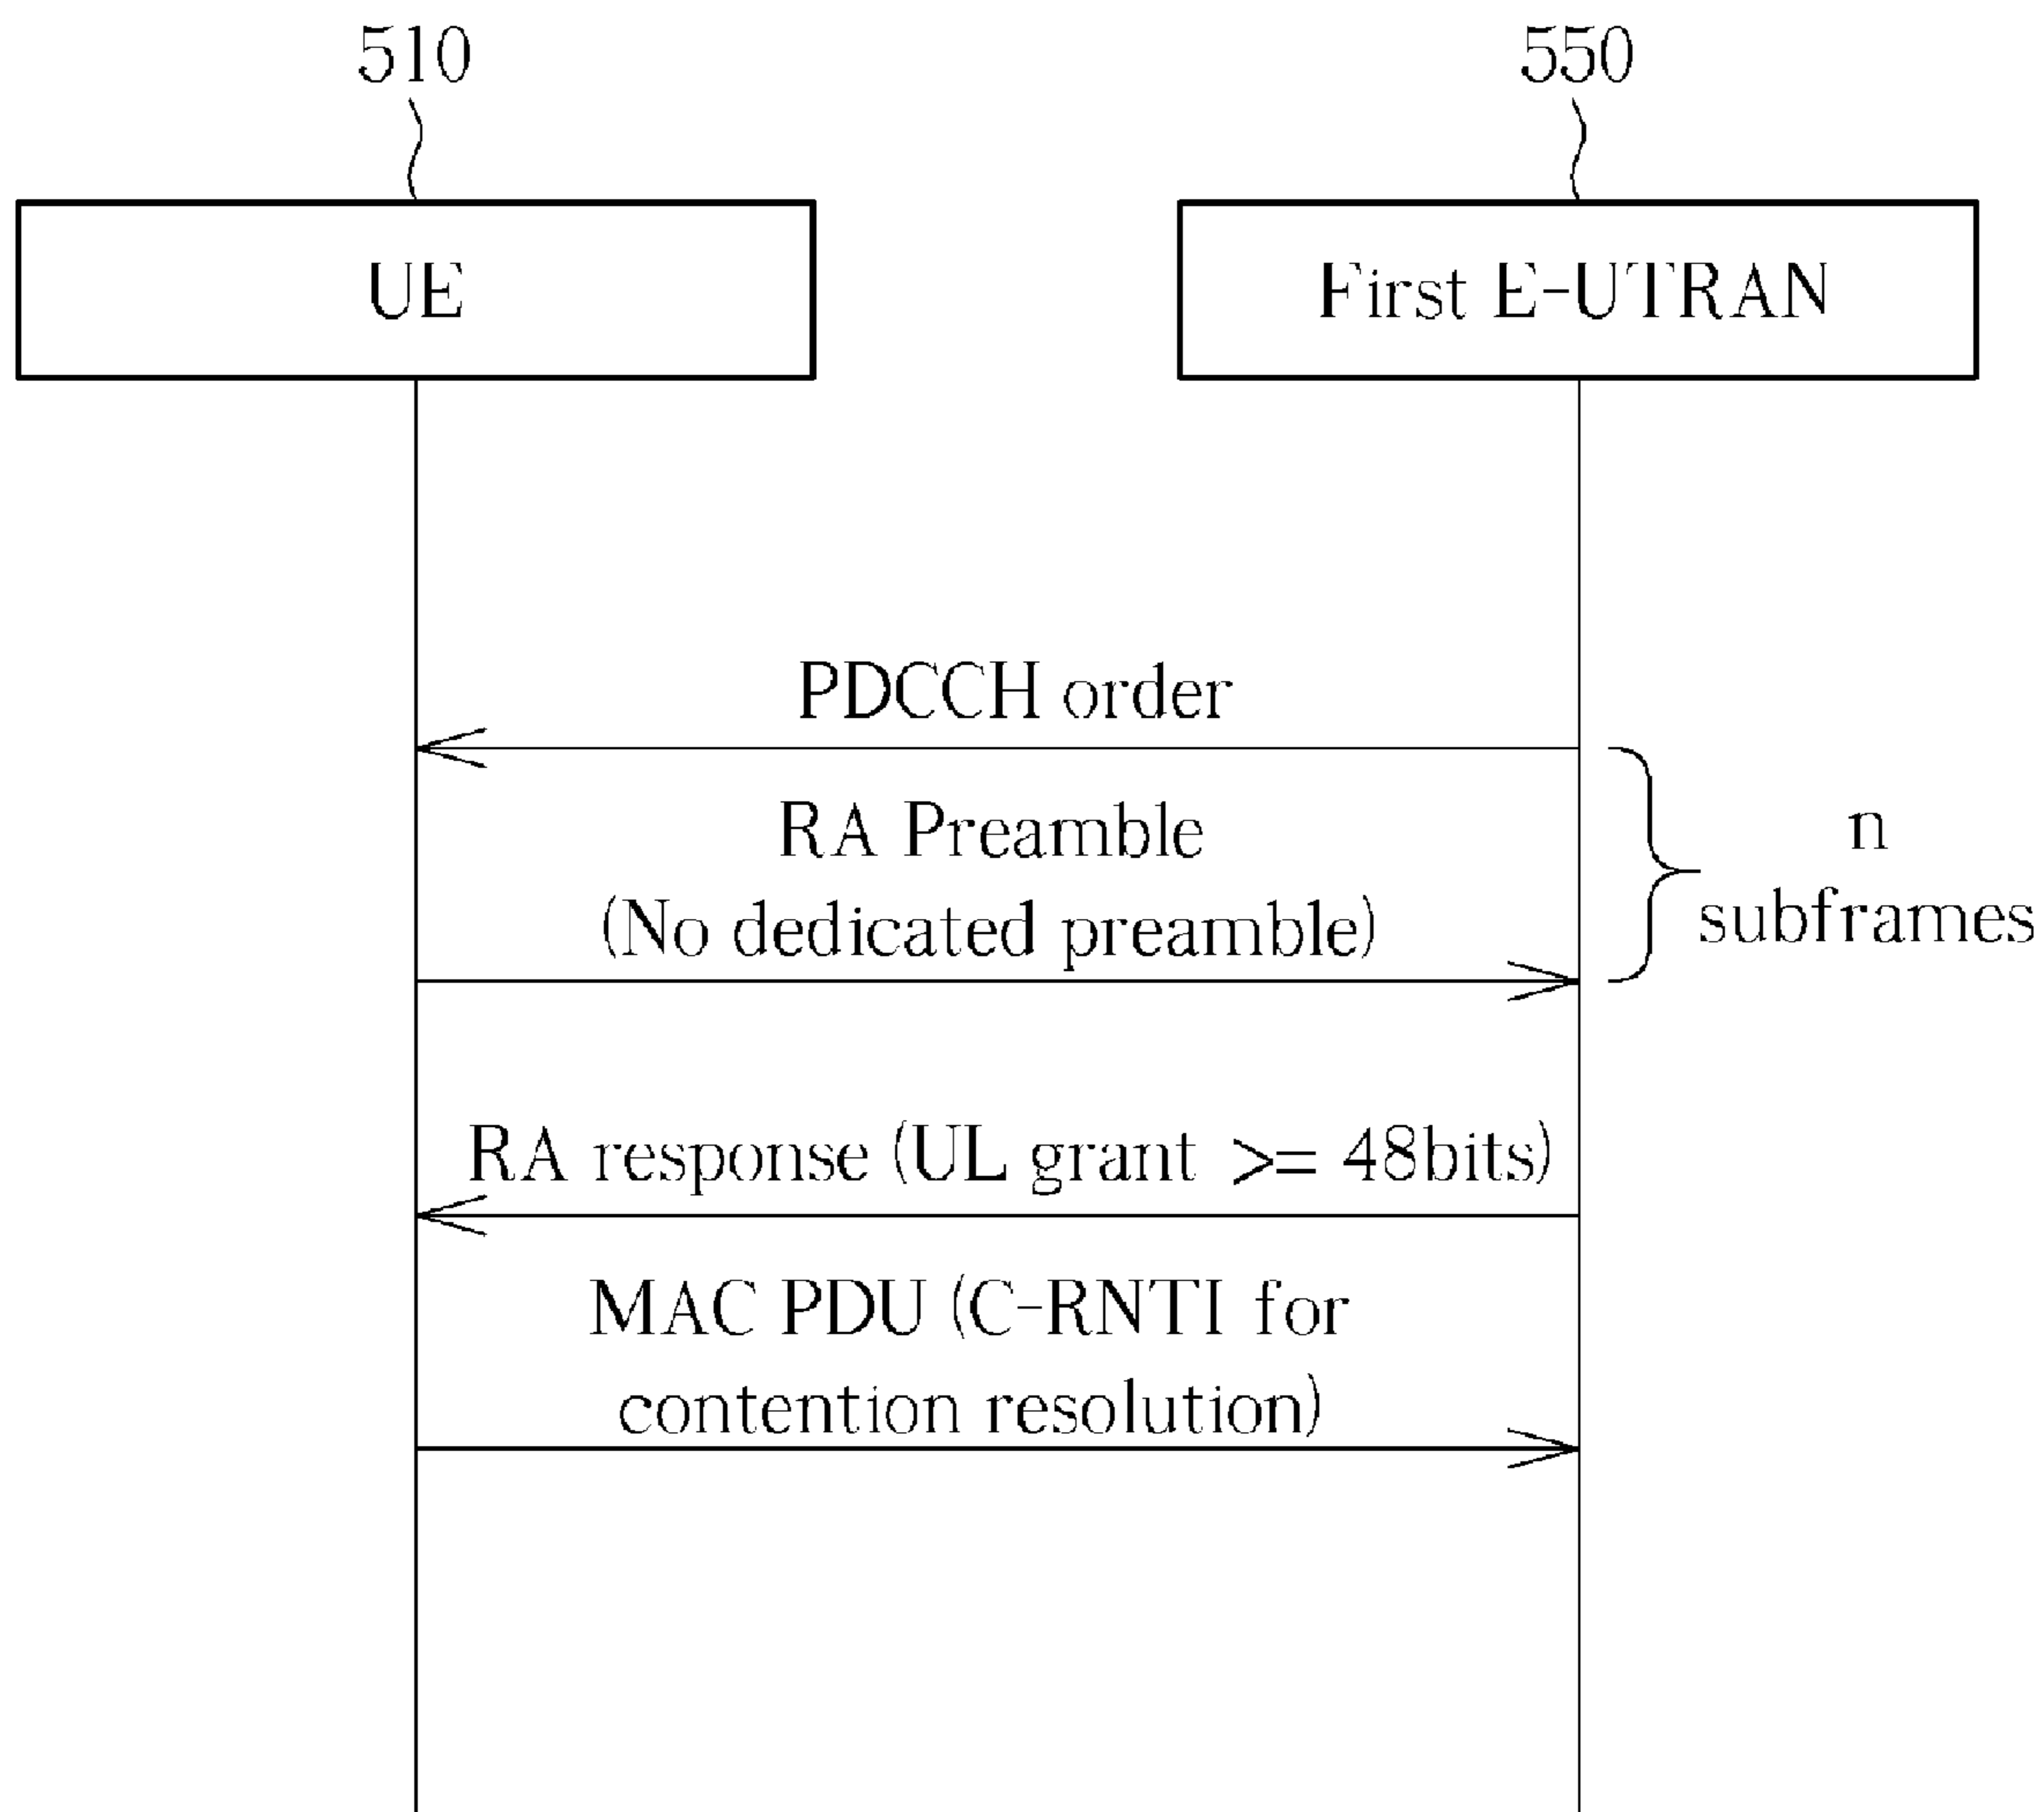 510
550
UE
First E-UTRAN
PDCCH order
RA Preamble
(No dedicated preamble)
n
subframes
RA response (UL grant >= 48bits)
MAC PDU (C-RNTI for
contention resolution)